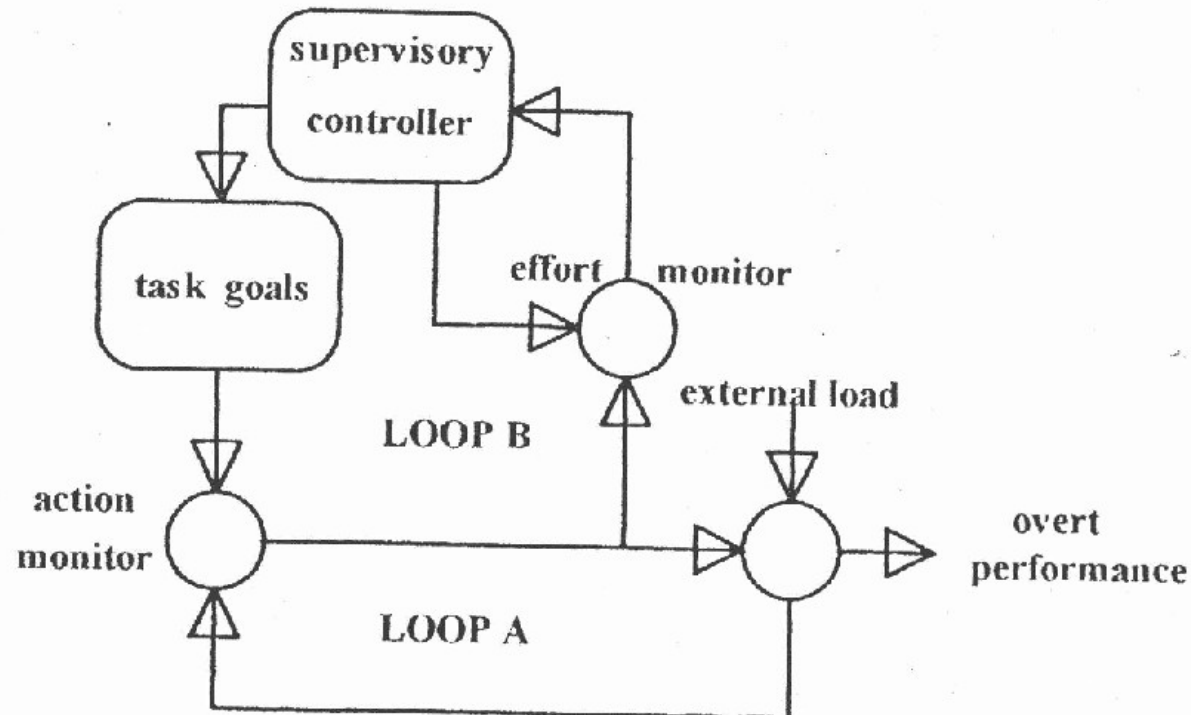 supervisory
controller
task goals
effort monitor
external load
LOOP B
action
monitor
overt
performance
LOOP A